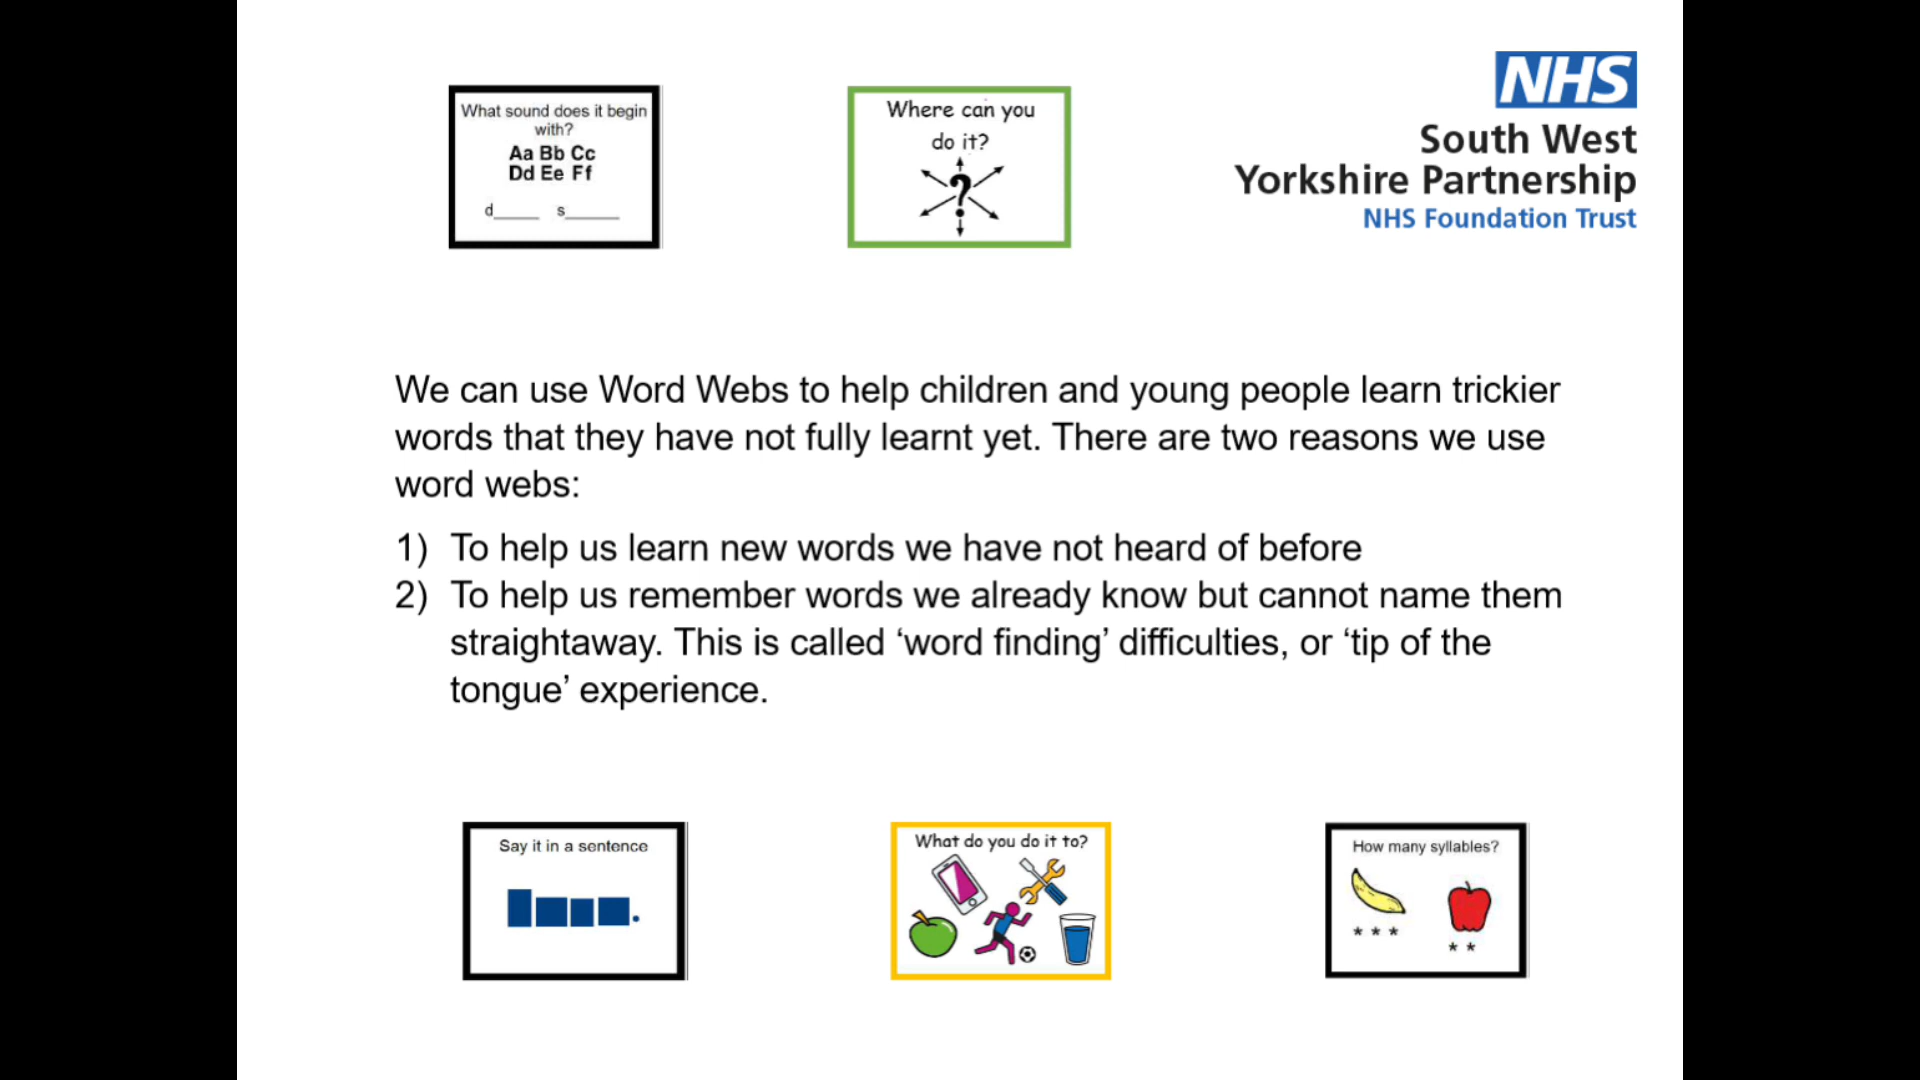 What sound does it begin
with?
Aa Bb Cc
Dd Ee Ff
d_____ s______
Where can you
do it?
?
NHS
South West
Yorkshire Partnership
NHS Foundation Trust
We can use Word Webs to help children and young people learn trickier
words that they have not fully learnt yet. There are two reasons we use
word webs:
1) To help us learn new words we have not heard of before
2) To help us remember words we already know but cannot name them
straightaway. This is called ‘word finding’ difficulties, or ‘tip of the
tongue’ experience.
Say it in a sentence
What do you do it to?
How many syllables?
* * *
* *